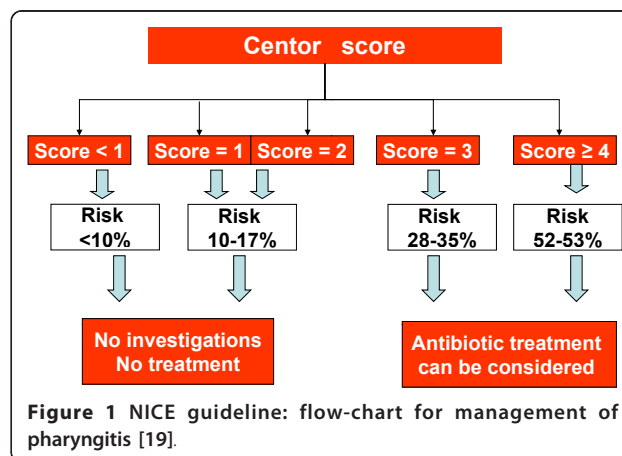 Centor score
Score < 1 Score = 1 Score = 2 Score = 3 Score ≥ 4
Risk
<10%
Risk
10-17%
Risk
28-35%
Risk
52-53%
No investigations
No treatment
Antibiotic treatment
can be considered
Figure 1 NICE guideline: flow-chart for management of
pharyngitis [19].